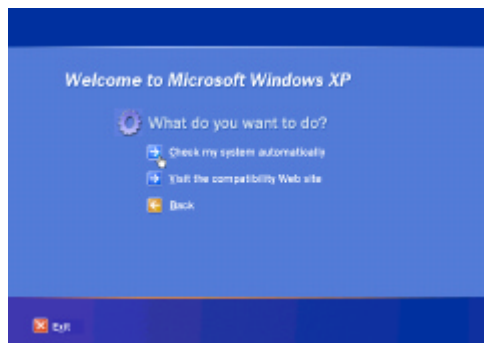 Welcome to Microsoft Windows XP
What do you want to do?
Check my system automatically
Visit the compatibility Web site
Back
Exit